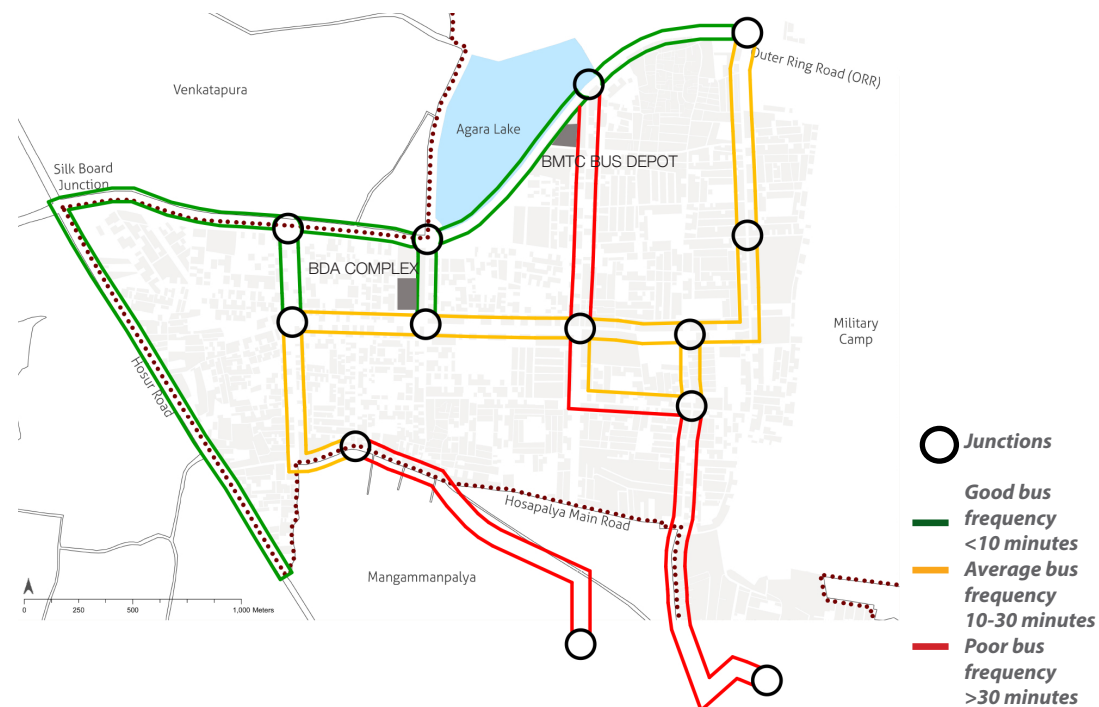 Outer Ring Road (ORR)
Venkatapura
Agara Lake
BMTC BUS DEPOT
Silk Board
Junction
BDA COMPLEX
Military
Camp
Hosur Road
Junctions
Good bus
frequency
<10 minutes
Hosapalya Main Road
Average bus
frequency
10-30 minutes
Mangammanpalya
0 250 500 1,000 Meters
Poor bus
frequency
>30 minutes